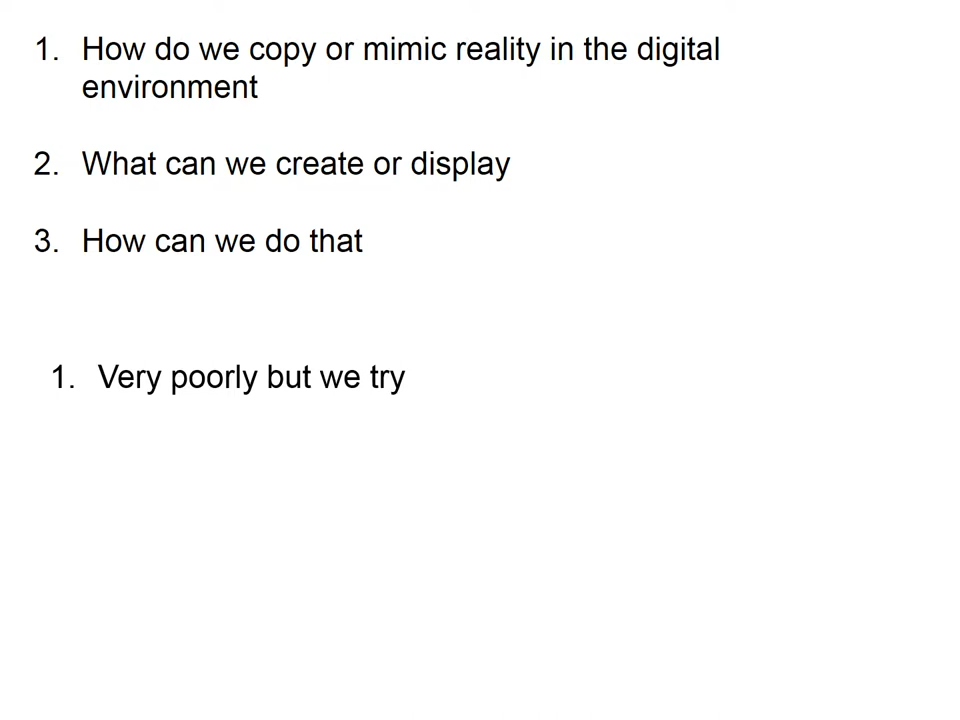 1. How do we copy or mimic reality in the digital
environment
2. What can we create or display
3. How can we do that
1. Very poorly but we try